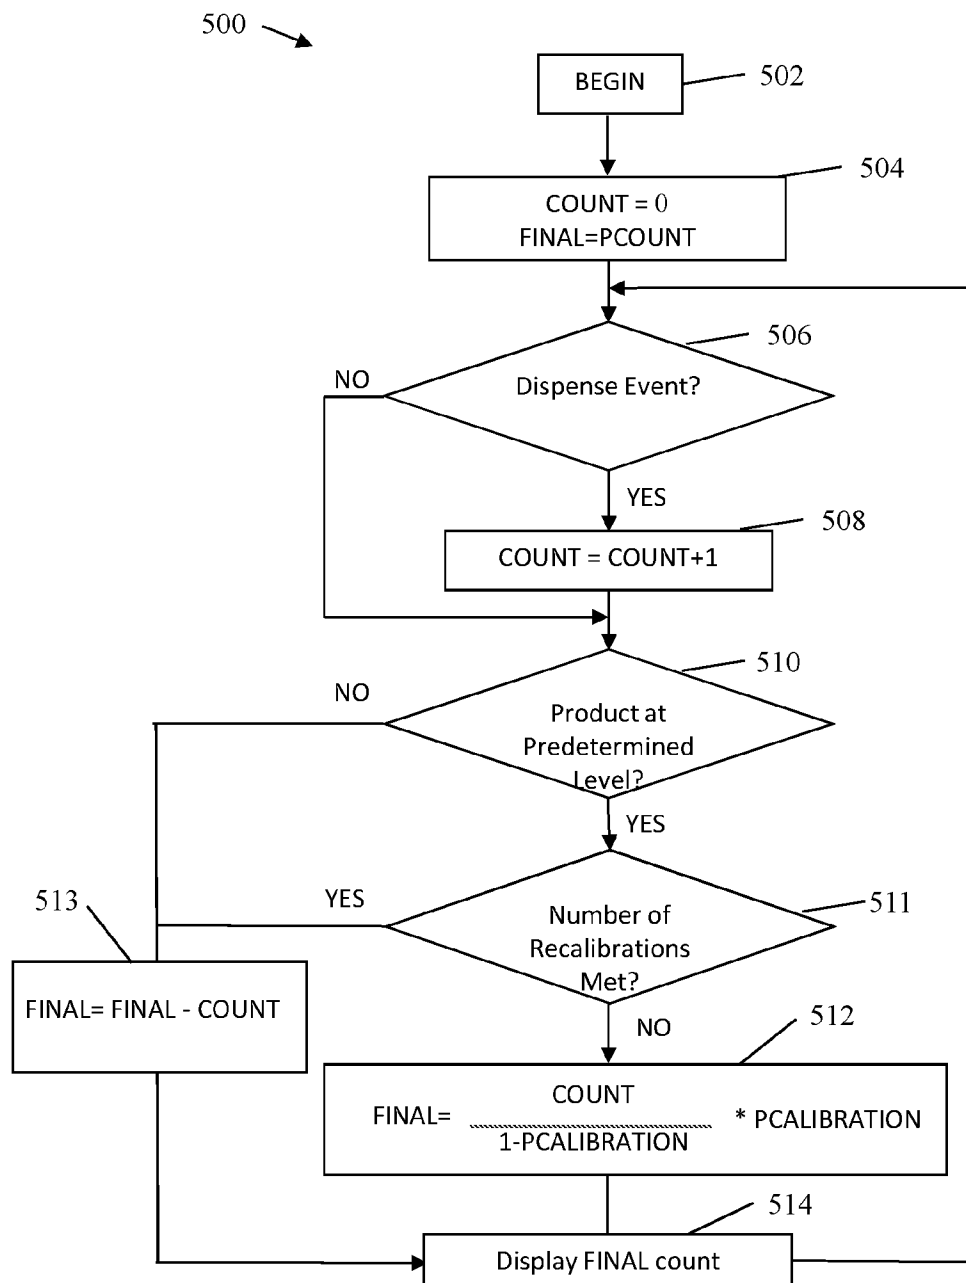 500
BEGIN
502
504
COUNT = 0
FINAL=PCOUNT
506
NO
Dispense Event?
YES
508
COUNT = COUNT+1
510
NO
Product at
Predetermined
Level?
YES
513
YES
511
Number of
Recalibrations
Met?
FINAL= FINAL - COUNT
NO
512
COUNT
FINAL= * PCALIBRATION
1-PCALIBRATION
514
Display FINAL count